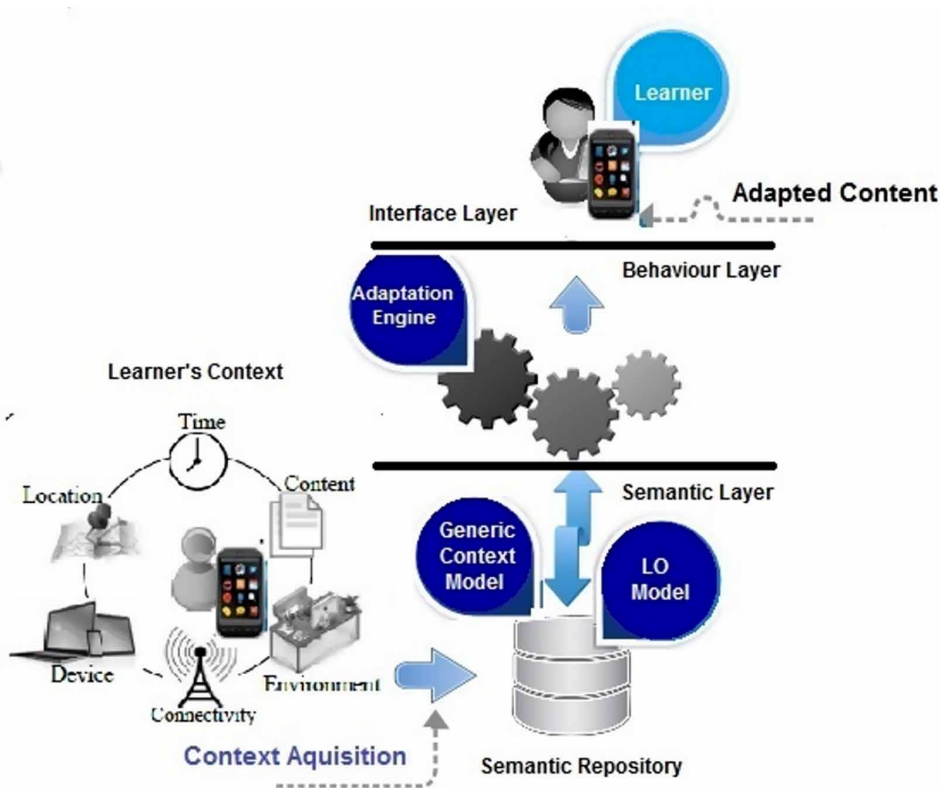 Learner
Adapted Content
Interface Layer
Behaviour Layer
Adaptation
Engine
Learner's Context
Time
Location
Content
Semantic Layer
Generic
Context
Model
LO
Model
Device
Environment
Connectivity
Context Aquisition
Semantic Repository